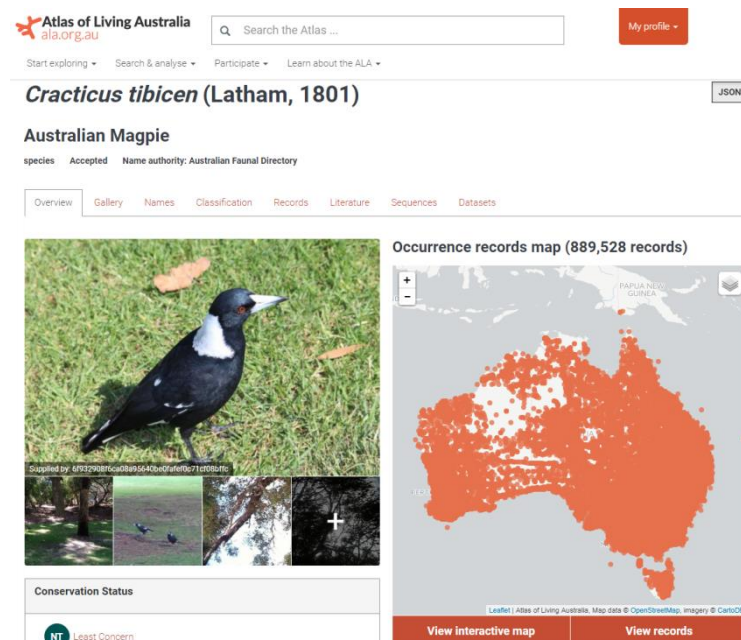 Atlas of Living Australia
ala.org.au
Search the Atlas ...
My profile
Start exploring Search & analyse Participate Learn about the ALA
Cracticus tibicen (Latham, 1801)
JSON
Australian Magpie
species Accepted Name authority: Australian Faunal Directory
Overview Gallery Names Classification Records Literature Sequences Datasets
Occurrence records map (889,528 records)
+
−
PAPUA NEW
GUINEA
Supplied by:
Leaflet | Atlas of Living Australia, Map data © OpenStreetMap, imagery © CartoDB
+
View interactive map View records
Conservation Status
NT Least Concern